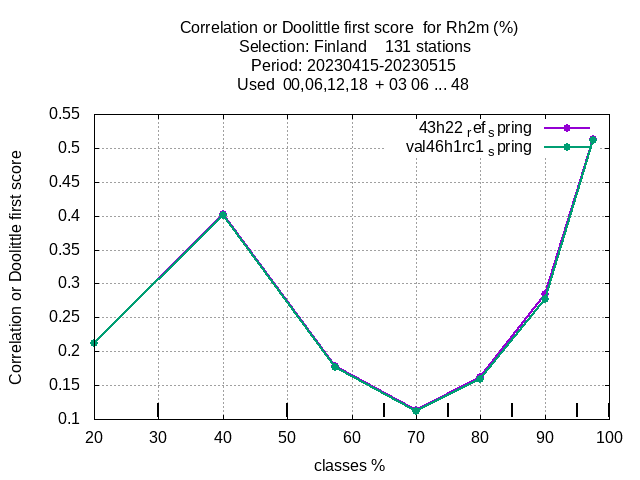 Correlation or Doolittle first score  for Rh2m (%)
Selection: Finland    131 stations
Period: 20230415-20230515
Used  00,06,12,18  + 03 06 ... 48
43h22 ref spring
val46h1rc1 spring
Correlation or Doolittle first score
0.55
0.5
0.45
0.4
0.35
0.3
0.25
0.2
0.15
0.1
20 30 40 50 60 70 80 90 100
classes %